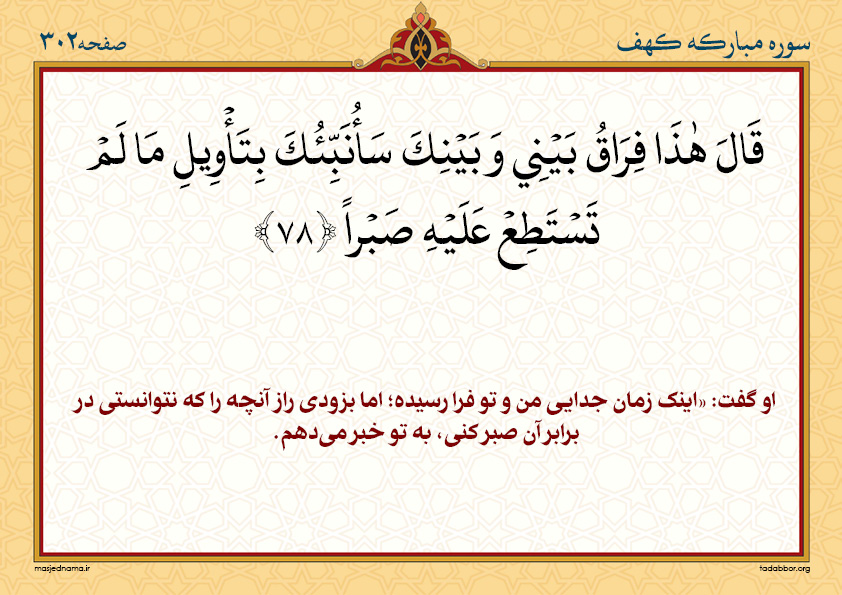 سوره مبارکه کهف
صفحه۳۰۲
قَالَ هٰذَا فِرَاقُ بَيْنِي وَ بَيْنِكَ سَأُنَبِّئُكَ بِتَأْوِيلِ مَا لَمْ
تَسْتَطِعْ عَلَيْهِ صَبْراً ﴿۷۸﴾
او گفت: «اینک زمان جدایی من و تو فرا رسیده؛ اما بزودی راز آنچه را که نتوانستی در
برابر آن صبر کنی، به تو خبر می‌دهم.
masjednama.ir
tadabbor.org